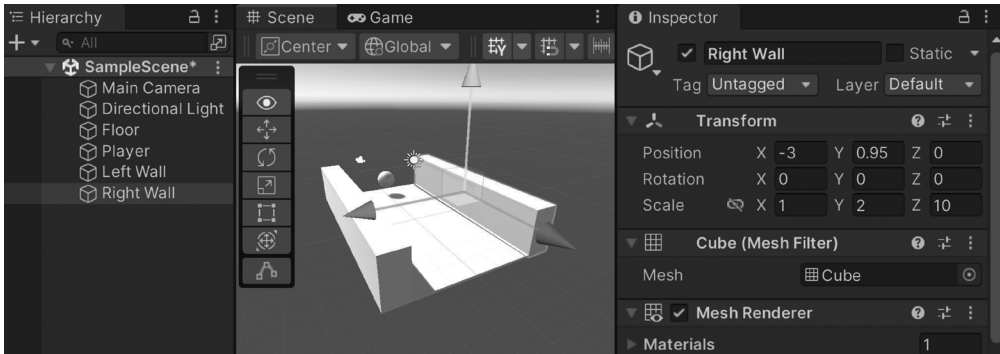 Hierarchy
All
SampleScene*
Main Camera
Directional Light
Floor
Player
Left Wall
Right Wall
Scene Game
Center Global
Inspector
Right Wall Static
Tag Untagged Layer Default
Transform
Position X -3 Y 0.95 Z 0
Rotation X 0 Y 0 Z 0
Scale X 1 Y 2 Z 10
Cube (Mesh Filter)
Mesh Cube
Mesh Renderer
Materials 1